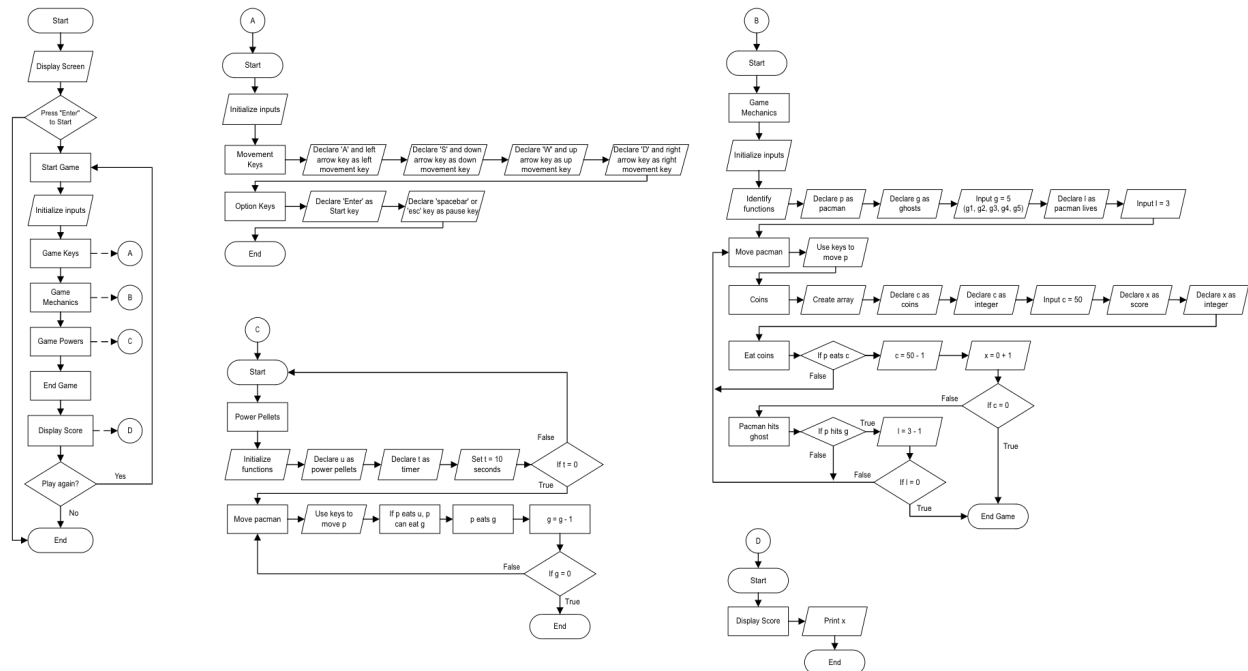 Start
Display Screen
Press "Enter"
to Start
Start Game
Initialize inputs
Game Keys
A
Game
Mechanics
B
Game Powers
C
End Game
Display Score
D
Play again?
Yes
No
End
A
Start
Initialize inputs
Movement
Keys
Declare 'A' and left
arrow key as left
movement key
Declare 'S' and down
arrow key as down
movement key
Declare 'W' and up
arrow key as up
movement key
Declare 'D' and right
arrow key as right
movement key
Option Keys
Declare 'Enter' as
Start key
Declare 'spacebar' or
'esc' key as pause key
End
C
Start
Power Pellets
Initialize
functions
Declare u as
power pellets
Declare t as
timer
Set t = 10
seconds
If t = 0
False
True
Move pacman
Use keys to
move p
If p eats u, p
can eat g
p eats g
g = g - 1
If g = 0
False
True
End
B
Start
Game
Mechanics
Initialize inputs
Identify
functions
Declare p as
pacman
Declare g as
ghosts
Input g = 5
(g1, g2, g3, g4, g5)
Declare l as
pacman lives
Input l = 3
Move pacman
Use keys to
move p
Coins
Create array
Declare c as
coins
Declare c as
integer
Input c = 50
Declare x as
score
Declare x as
integer
Eat coins
If p eats c
False
c = 50 - 1
x = 0 + 1
If c = 0
False
True
Pacman hits
ghost
If p hits g
True
False
l = 3 - 1
If l = 0
False
True
End Game
D
Start
Display Score
Print x
End